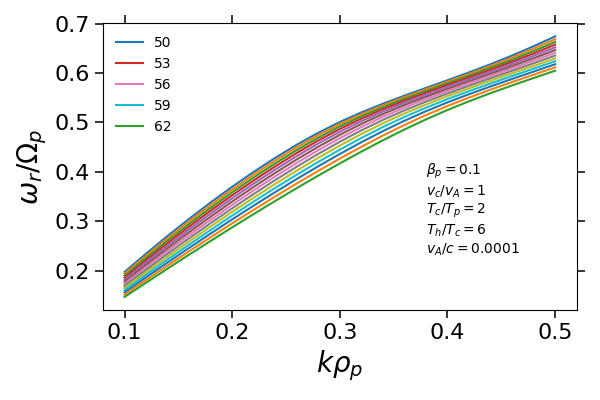 0.7
0.6
0.5
0.4
0.3
0.2
ω_r/Ω_p
50
53
56
59
62
β_p = 0.1
v_c/v_A = 1
T_c/T_p = 2
T_h/T_c = 6
v_A/c = 0.0001
0.1 0.2 0.3 0.4 0.5
kρ_p